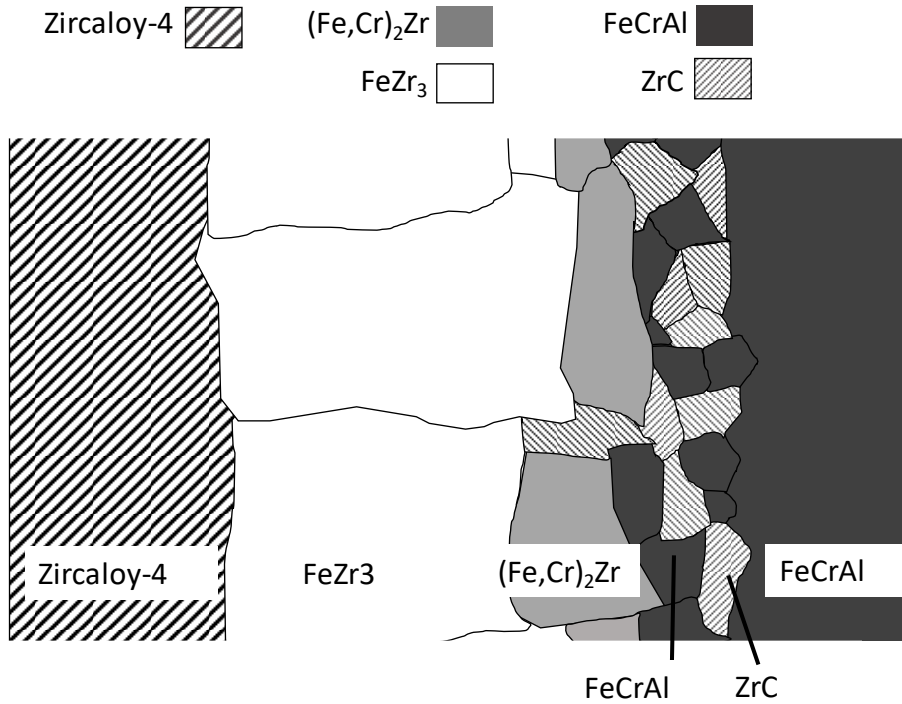 Zircaloy-4 (Fe,Cr)₂Zr FeCrAl
FeZr₃ ZrC
Zircaloy-4 FeZr3 (Fe,Cr)₂Zr FeCrAl
FeCrAl ZrC